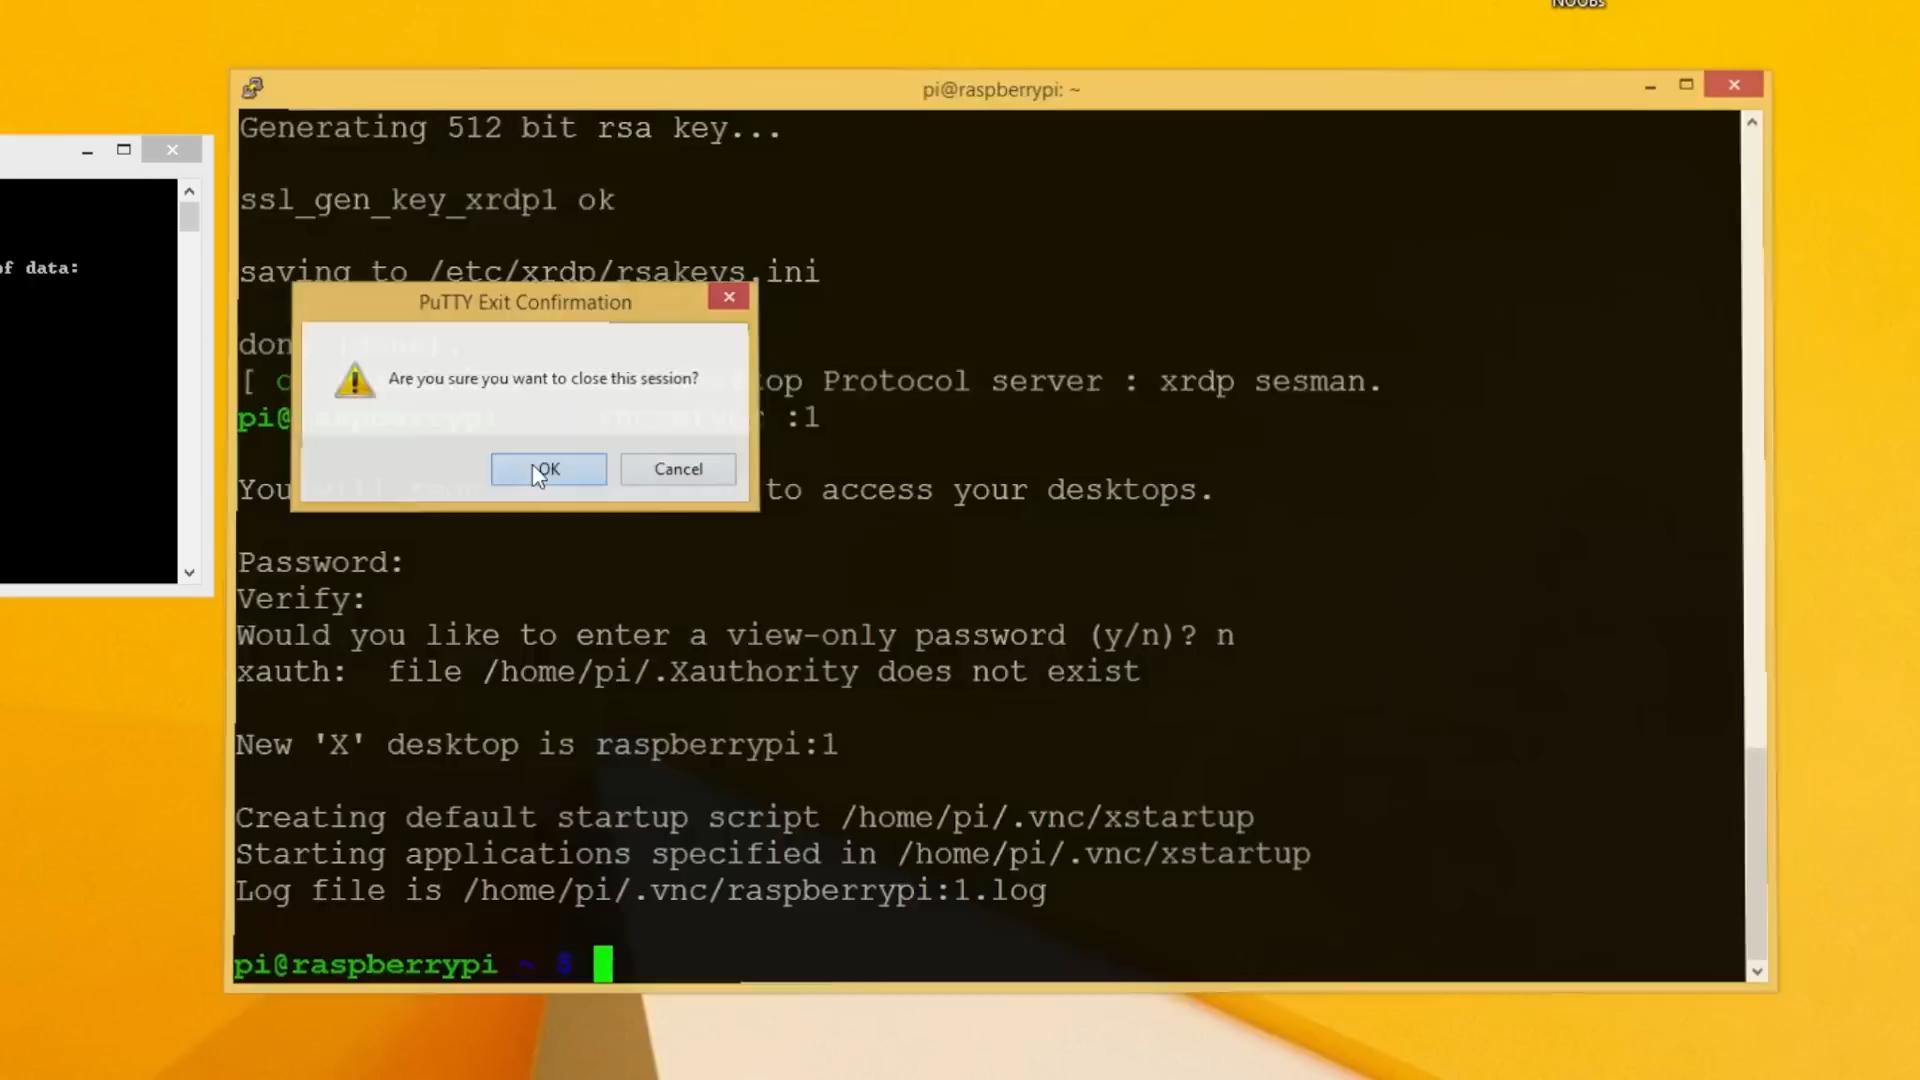 NOOBs
pi@raspberrypi: ~
Generating 512 bit rsa key...
ssl_gen_key_xrdp1 ok
of data:
saving to /etc/xrdp/rsakeys.ini
PuTTY Exit Confirmation
Are you sure you want to close this session?
OK Cancel
op Protocol server : xrdp sesman.
pi@raspberrypi :1
You to access your desktops.
Password:
Verify:
Would you like to enter a view-only password (y/n)? n
xauth:  file /home/pi/.Xauthority does not exist
New 'X' desktop is raspberrypi:1
Creating default startup script /home/pi/.vnc/xstartup
Starting applications specified in /home/pi/.vnc/xstartup
Log file is /home/pi/.vnc/raspberrypi:1.log
pi@raspberrypi ~ $